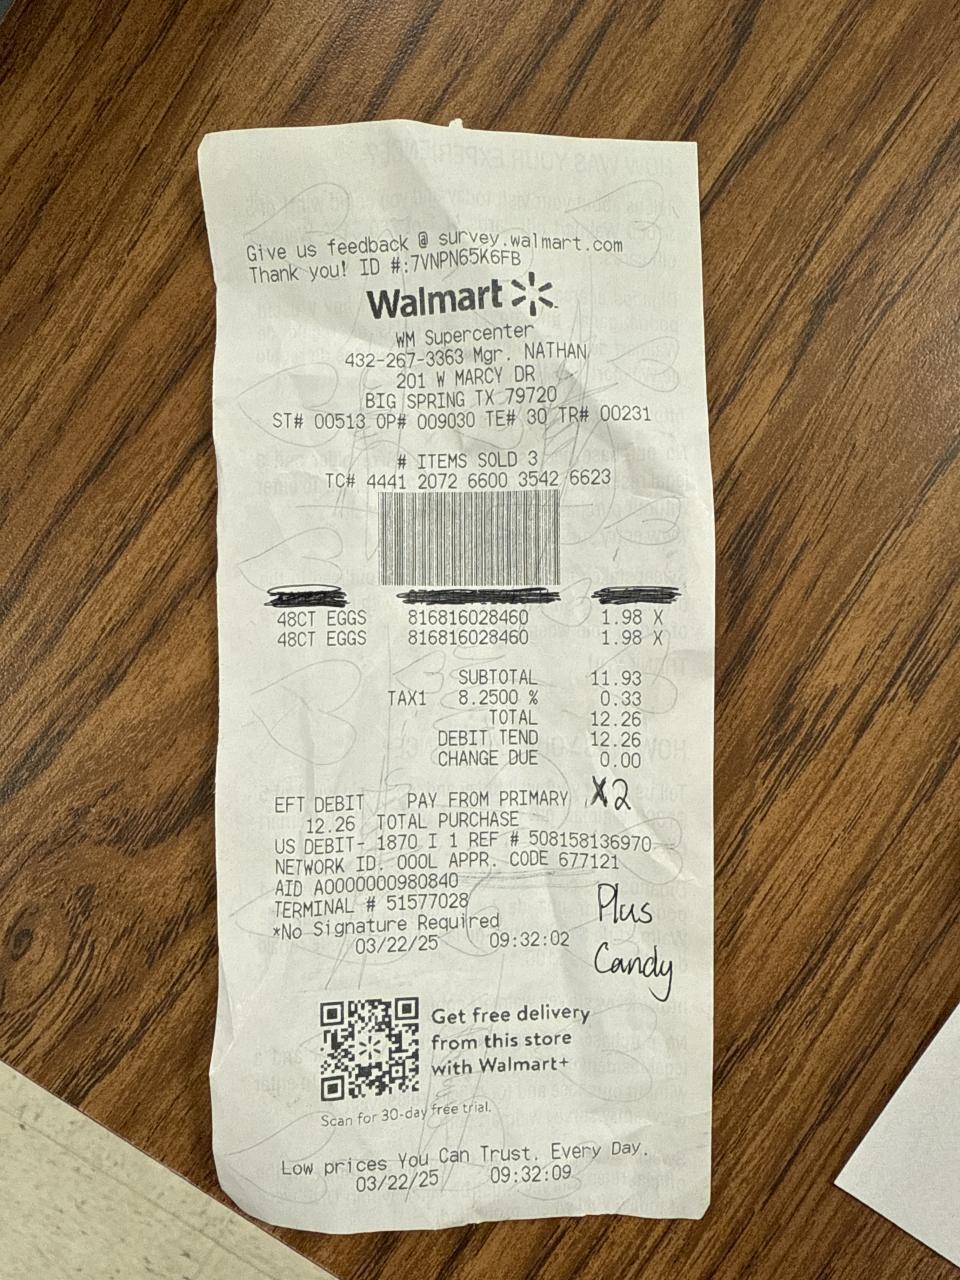 Give us feedback @ survey.walmart.com
Thank you! ID #:7VNPN65K6FB
Walmart
WM Supercenter
432-267-3363 Mgr. NATHAN
201 W MARCY DR
BIG SPRING TX 79720
ST# 00513 OP# 009030 TE# 30 TR# 00231
# ITEMS SOLD 3
TC# 4441 2072 6600 3542 6623
48CT EGGS 816816028460 1.98 X
48CT EGGS 816816028460 1.98 X
SUBTOTAL 11.93
TAX1 8.2500 % 0.33
TOTAL 12.26
DEBIT TEND 12.26
CHANGE DUE 0.00
EFT DEBIT PAY FROM PRIMARY X2
12.26 TOTAL PURCHASE
US DEBIT- 1870 I 1 REF # 508158136970
NETWORK ID. 000L APPR. CODE 677121
AID A0000000980840
TERMINAL # 51577028
*No Signature Required
03/22/25 09:32:02
Plus
Candy
Get free delivery
from this store
with Walmart+
Scan for 30-day free trial.
Low prices You Can Trust. Every Day.
03/22/25 09:32:09